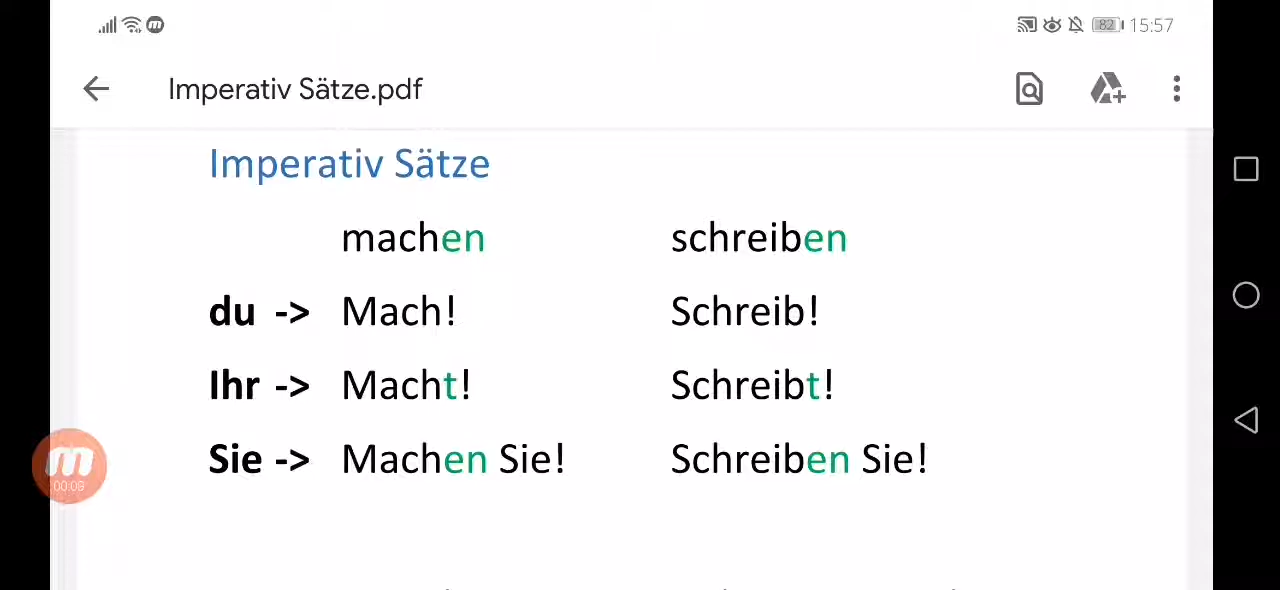 82 15:57
Imperativ Sätze.pdf
Imperativ Sätze
machen schreiben
du -> Mach! Schreib!
Ihr -> Macht! Schreibt!
Sie -> Machen Sie! Schreiben Sie!
m
00:09